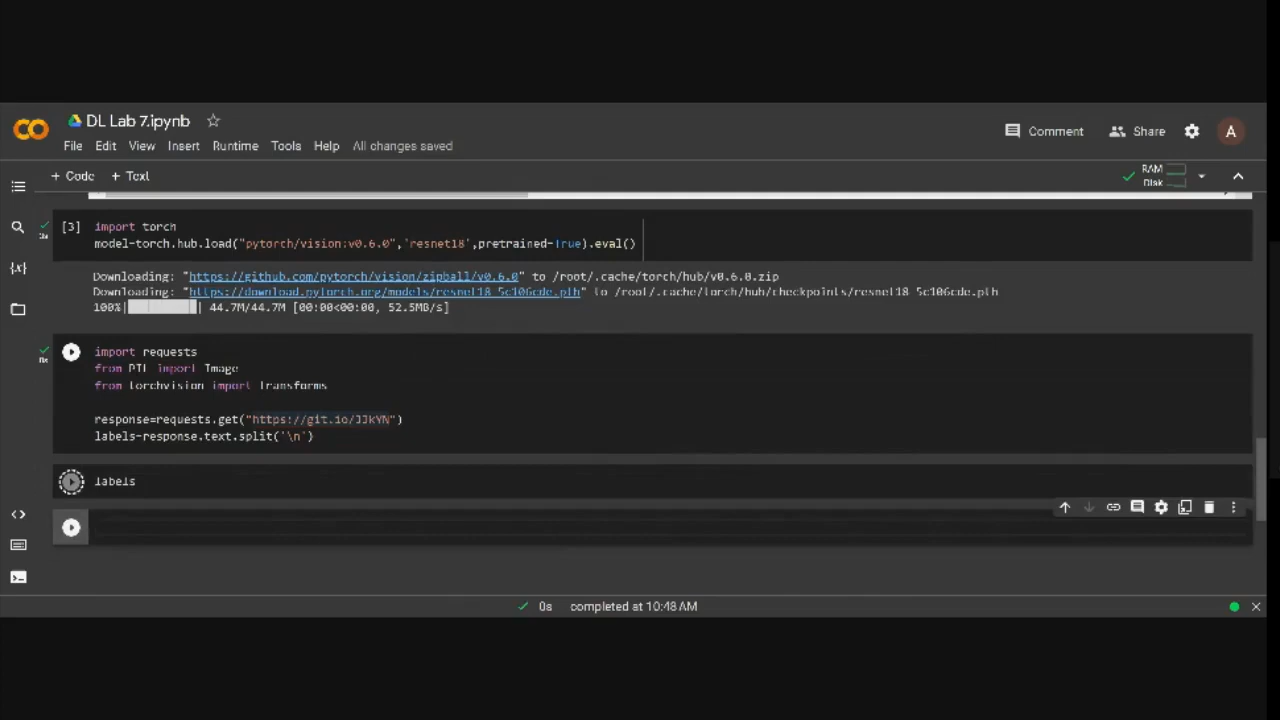 DL Lab 7.ipynb
File Edit View Insert Runtime Tools Help All changes saved
Comment Share A
+ Code + Text
RAM
Disk
[3] import torch
model=torch.hub.load("pytorch/vision:v0.6.0",'resnet18',pretrained=True).eval()
Downloading: "https://github.com/pytorch/vision/zipball/v0.6.0" to /root/.cache/torch/hub/v0.6.0.zip
Downloading: "https://download.pytorch.org/models/resnet18-5c106cde.pth" to /root/.cache/torch/hub/checkpoints/resnet18-5c106cde.pth
100%| | 44.7M/44.7M [00:00<00:00, 52.5MB/s]
import requests
from PIL import Image
from torchvision import transforms
response=requests.get("https://git.io/JJkYN")
labels=response.text.split('\n')
labels
0s completed at 10:48 AM